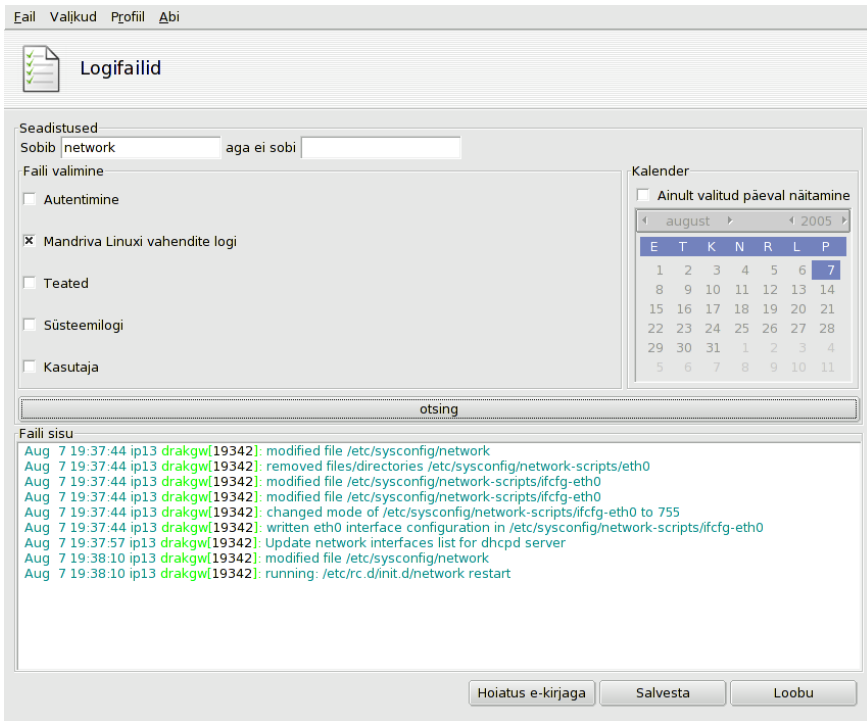 Fail Valikud Profiil Abi
Logifailid
Seadistused
Sobib network aga ei sobi
Faili valimine
Autentimine
Mandriva Linuxi vahendite logi
Teated
Süsteemilogi
Kasutaja
Kalender
Ainult valitud päeval näitamine
august 2005
E T K N R L P
1 2 3 4 5 6 7
8 9 10 11 12 13 14
15 16 17 18 19 20 21
22 23 24 25 26 27 28
29 30 31 1 2 3 4
5 6 7 8 9 10 11
otsing
Faili sisu
Aug 7 19:37:44 ip13 drakgw[19342]: modified file /etc/sysconfig/network
Aug 7 19:37:44 ip13 drakgw[19342]: removed files/directories /etc/sysconfig/network-scripts/eth0
Aug 7 19:37:44 ip13 drakgw[19342]: modified file /etc/sysconfig/network-scripts/ifcfg-eth0
Aug 7 19:37:44 ip13 drakgw[19342]: modified file /etc/sysconfig/network-scripts/ifcfg-eth0
Aug 7 19:37:44 ip13 drakgw[19342]: changed mode of /etc/sysconfig/network-scripts/ifcfg-eth0 to 755
Aug 7 19:37:44 ip13 drakgw[19342]: written eth0 interface configuration in /etc/sysconfig/network-scripts/ifcfg-eth0
Aug 7 19:37:57 ip13 drakgw[19342]: Update network interfaces list for dhcpd server
Aug 7 19:38:10 ip13 drakgw[19342]: modified file /etc/sysconfig/network
Aug 7 19:38:10 ip13 drakgw[19342]: running: /etc/rc.d/init.d/network restart
Hoiatus e-kirjaga Salvesta Loobu